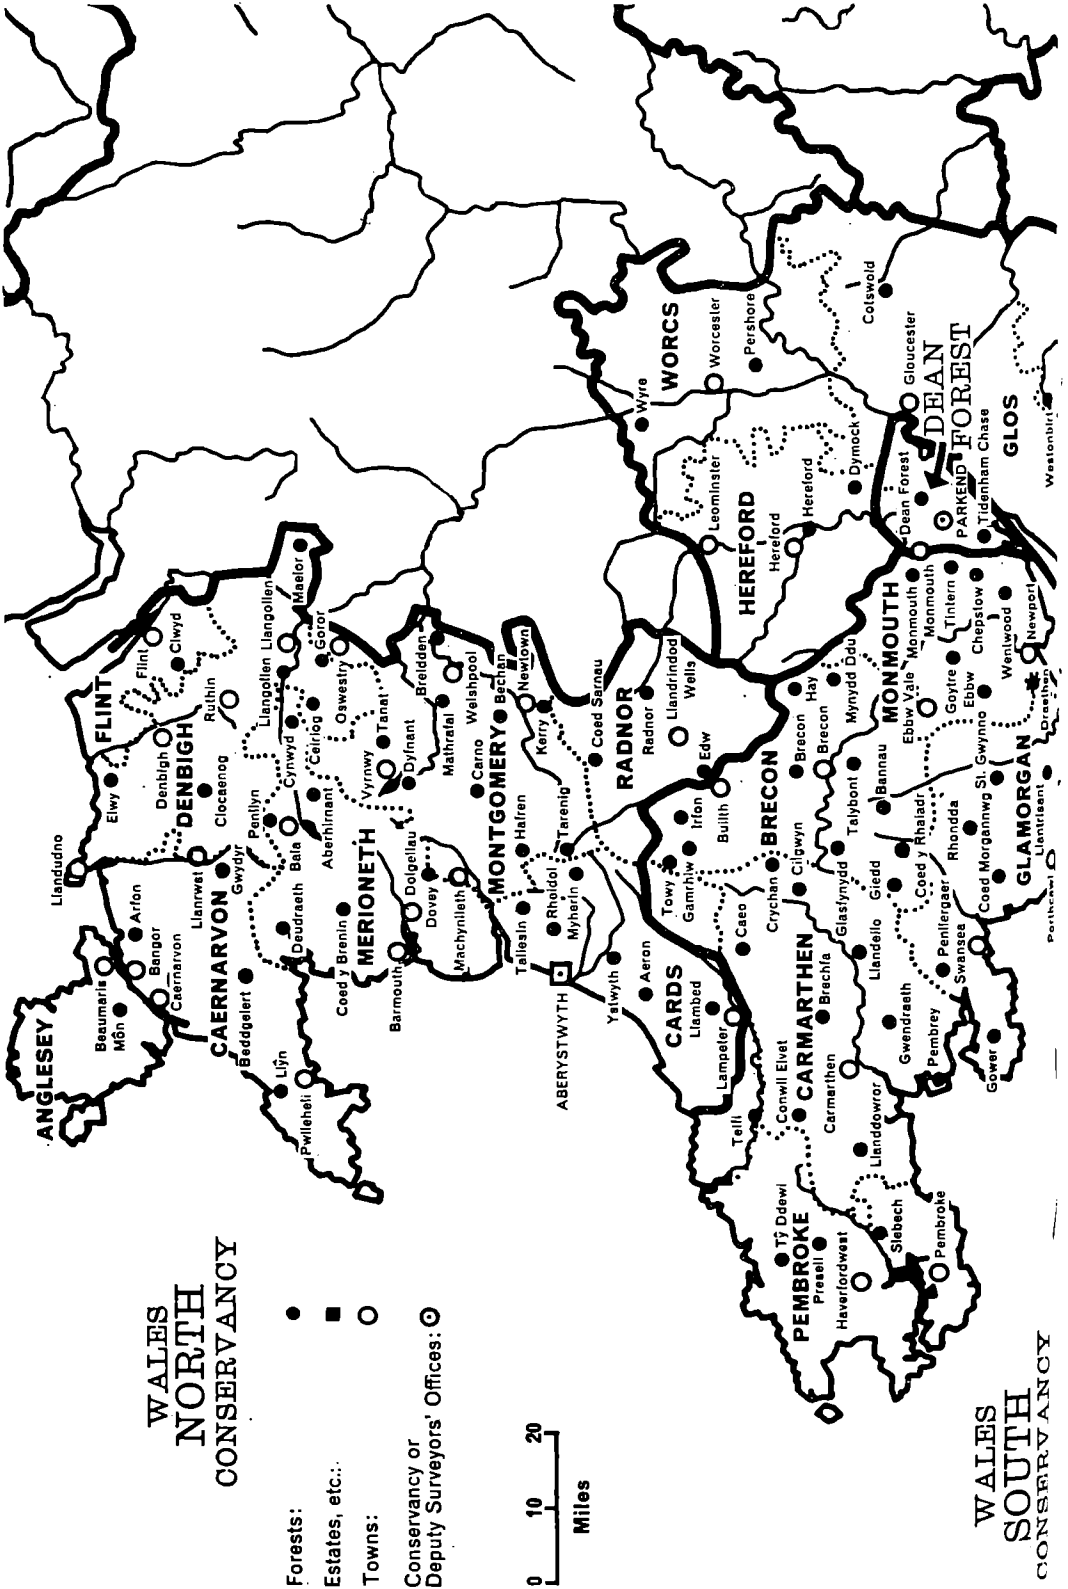 WALES
NORTH
CONSERVANCY
Forests:
Estates, etc.:
Towns:
Conservancy or
Deputy Surveyors' Offices:
0 10 20
Miles
WALES
SOUTH
CONSERVANCY
ANGLESEY
Beaumaris
Môn
Llandudno
Arfon
Bangor
Caernarvon
CAERNARVON
Beddgelert
Llŷn
Pwllheli
Llanrwst
Gwydyr
FLINT
Flint
Clwyd
Elwy
Denbigh
DENBIGH
Ruthin
Clocaenog
Llangollen
Llangollen
Maelor
Penllyn
Cynwyd
Ceiriog
Goror
Oswestry
Bala
Aberhirnant
Deudraeth
Coed y Brenin
MERIONETH
Barmouth
Dolgellau
Dovey
Machynlleth
Vyrnwy
Tanat
Dyfnant
Mathrafal
Breidden
Welshpool
Carno
MONTGOMERY
Bechan
Newtown
Kerry
Hafren
Tarenig
Taliesin
Rheidol
Myherin
ABERYSTWYTH
Ystwyth
Aeron
CARDS
Llambed
Lampeter
Coed Sarnau
RADNOR
Radnor
Llandrindod
Wells
Edw
Irfon
Builth
Towy
Gamrhiw
BRECON
Brecon
Brecon
Hay
Mynydd Ddu
Crychan
Cilgwyn
Caeo
Talybont
Bannau
Glasfynydd
Giedd
Coed y Rhaiadr
CARMARTHEN
Brechfa
Llandeilo
Conwil Elvet
Teifi
Carmarthen
Gwendraeth
Llanddowror
Pembrey
PEMBROKE
Tŷ Ddewi
Preseli
Haverfordwest
Slebech
Pembroke
Gower
Swansea
Penllergaer
Rhondda
Coed Morgannwg
St. Gwynno
GLAMORGAN
Llantrisant
Porthcawl
Draethen
MONMOUTH
Monmouth
Monmouth
Ebbw Vale
Goytre
Ebbw
Tintern
Chepstow
Wentwood
Newport
HEREFORD
Leominster
Hereford
Hereford
Dymock
WORCS
Wyre
Worcester
Pershore
Cotswold
Gloucester
DEAN
FOREST
Dean Forest
PARKEND
Tidenham Chase
GLOS
Westonbirt